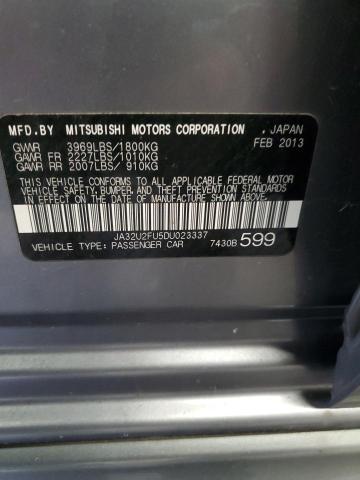 MFD.BY MITSUBISHI MOTORS CORPORATION , JAPAN
GVWR 3969LBS/1800KG FEB 2013
GAWR FR 2227LBS/1010KG
GAWR RR 2007LBS/ 910KG
THIS VEHICLE CONFORMS TO ALL APPLICABLE FEDERAL MOTOR
VEHICLE SAFETY, BUMPER, AND THEFT PREVENTION STANDARDS
IN EFFECT ON THE DATE OF MANUFACTURE SHOWN ABOVE.
JA32U2FU5DU023337
VEHICLE TYPE: PASSENGER CAR 7430B 599